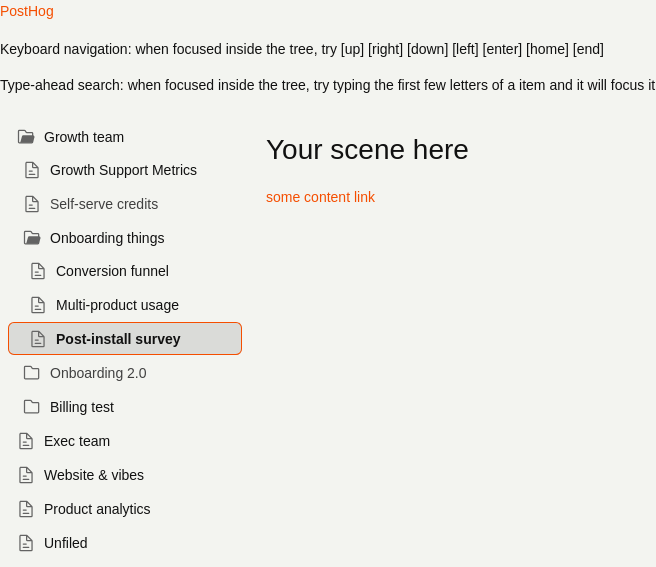 PostHog
Keyboard navigation: when focused inside the tree, try [up] [right] [down] [left] [enter] [home] [end]
Type-ahead search: when focused inside the tree, try typing the first few letters of a item and it will focus it
Growth team
Growth Support Metrics
Self-serve credits
Onboarding things
Conversion funnel
Multi-product usage
Post-install survey
Onboarding 2.0
Billing test
Exec team
Website & vibes
Product analytics
Unfiled
Your scene here
some content link